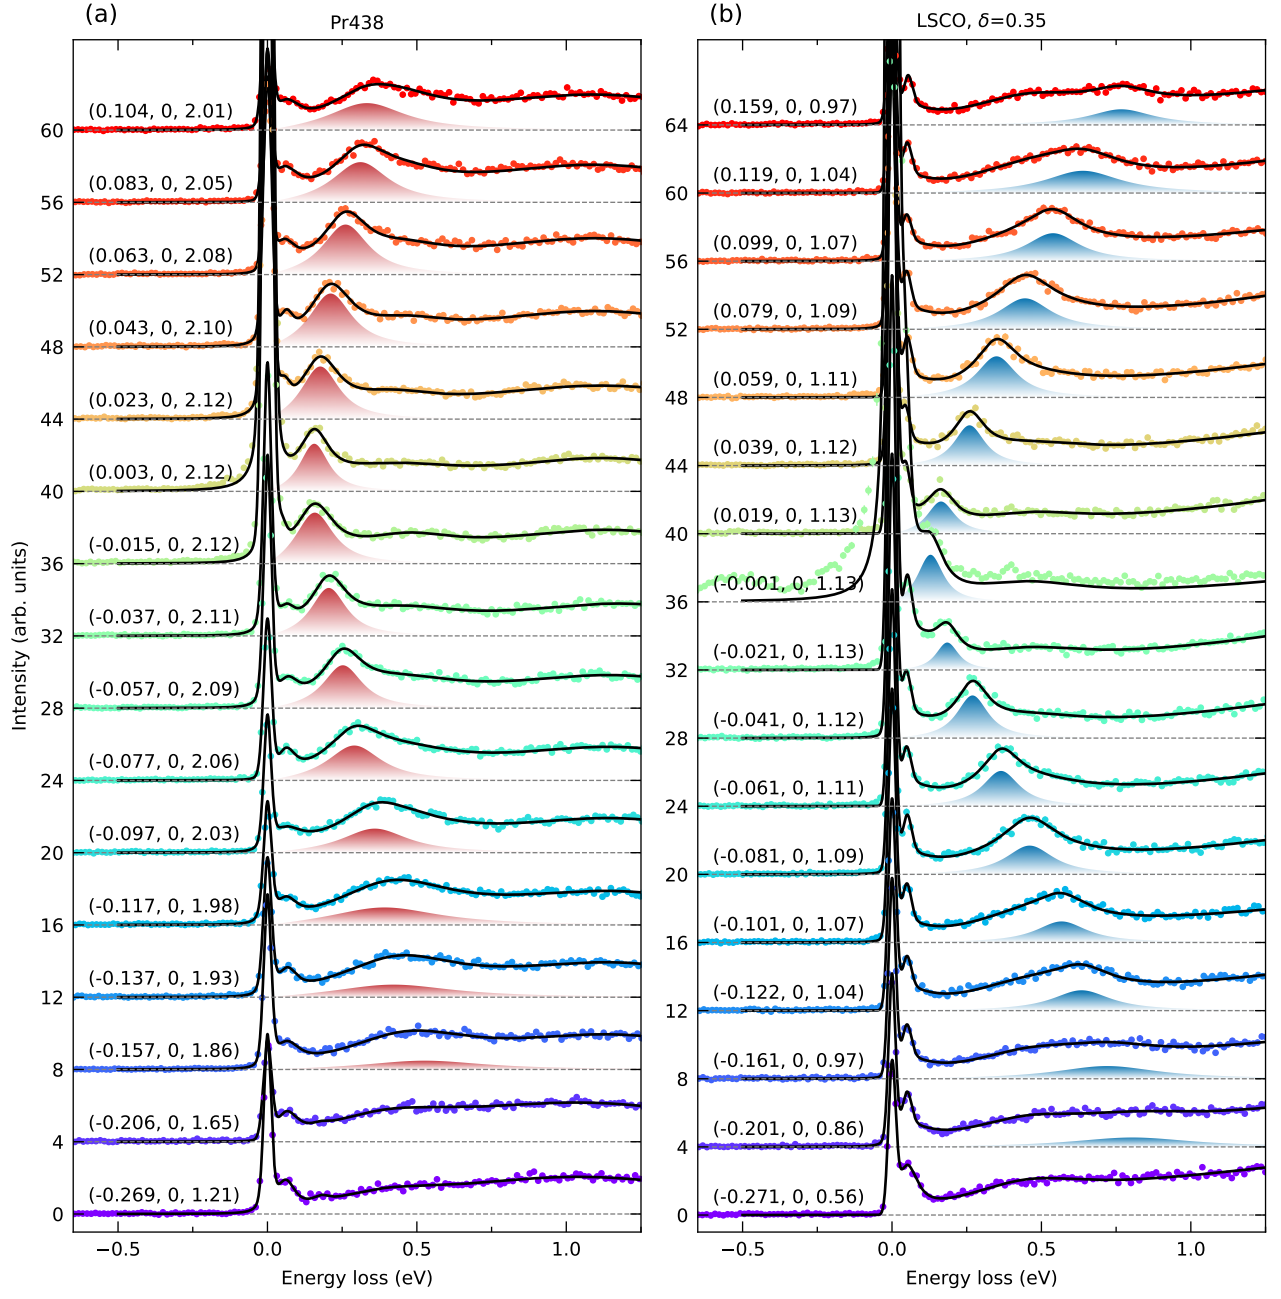 (a)
Pr438
(0.104, 0, 2.01)
60
(0.083, 0, 2.05)
56
(0.063, 0, 2.08)
52
(0.043, 0, 2.10)
48
(0.023, 0, 2.12)
44
(0.003, 0, 2.12)
40
(-0.015, 0, 2.12)
36
(-0.037, 0, 2.11)
32
(-0.057, 0, 2.09)
28
(-0.077, 0, 2.06)
24
(-0.097, 0, 2.03)
20
(-0.117, 0, 1.98)
16
(-0.137, 0, 1.93)
12
(-0.157, 0, 1.86)
8
(-0.206, 0, 1.65)
4
(-0.269, 0, 1.21)
0
Intensity (arb. units)
−0.5 0.0 0.5 1.0
Energy loss (eV)
(b)
LSCO, δ=0.35
(0.159, 0, 0.97)
64
(0.119, 0, 1.04)
60
(0.099, 0, 1.07)
56
(0.079, 0, 1.09)
52
(0.059, 0, 1.11)
48
(0.039, 0, 1.12)
44
(0.019, 0, 1.13)
40
(-0.001, 0, 1.13)
36
(-0.021, 0, 1.13)
32
(-0.041, 0, 1.12)
28
(-0.061, 0, 1.11)
24
(-0.081, 0, 1.09)
20
(-0.101, 0, 1.07)
16
(-0.122, 0, 1.04)
12
(-0.161, 0, 0.97)
8
(-0.201, 0, 0.86)
4
(-0.271, 0, 0.56)
0
−0.5 0.0 0.5 1.0
Energy loss (eV)